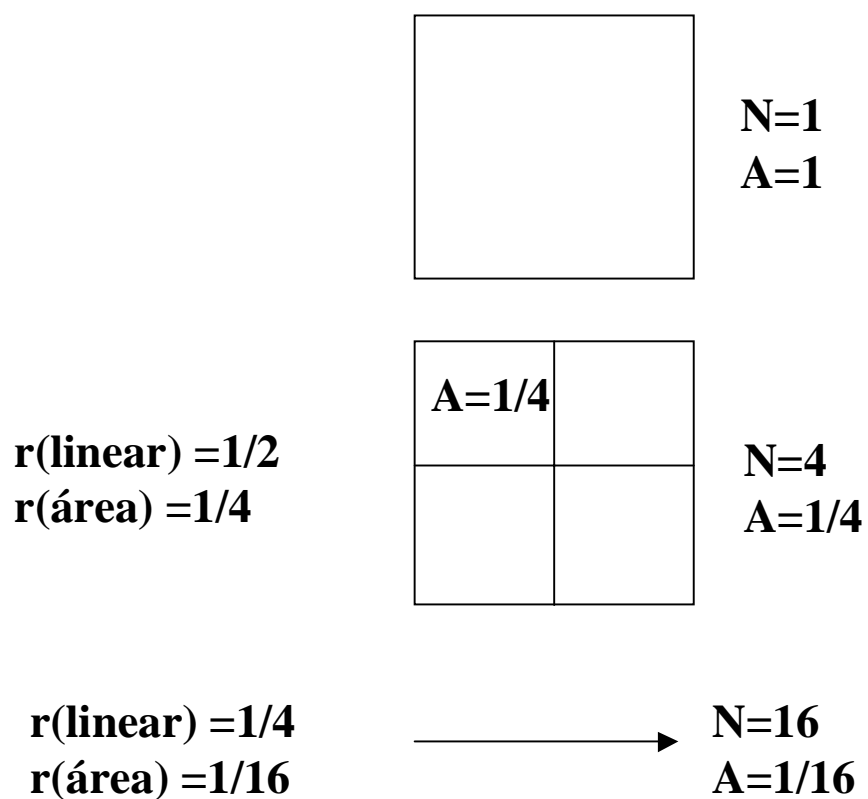 N=1
A=1
A=1/4
r(linear) =1/2
r(área) =1/4
N=4
A=1/4
r(linear) =1/4
r(área) =1/16
N=16
A=1/16